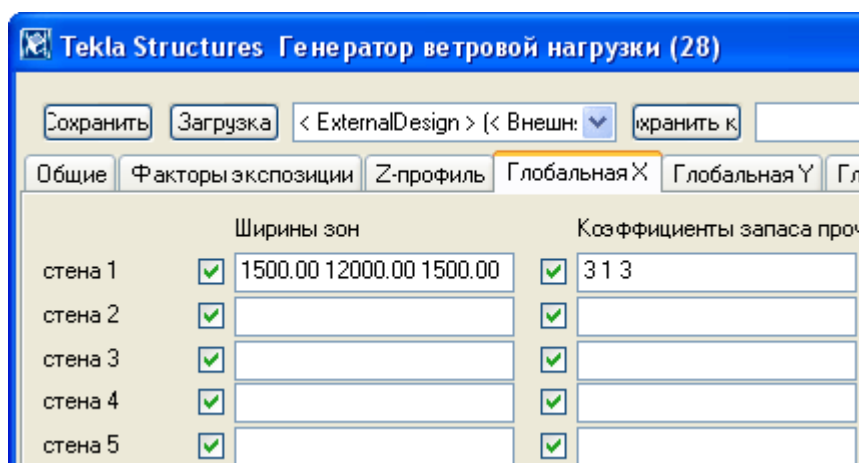 Tekla Structures Генератор ветровой нагрузки (28)
Сохранить Загрузка < ExternalDesign > (< Внешн: хранить к
Общие Факторы экспозиции Z-профиль Глобальная X Глобальная Y Гл
Ширины зон Коэффициенты запаса проч
стена 1 1500.00 12000.00 1500.00 3 1 3
стена 2
стена 3
стена 4
стена 5